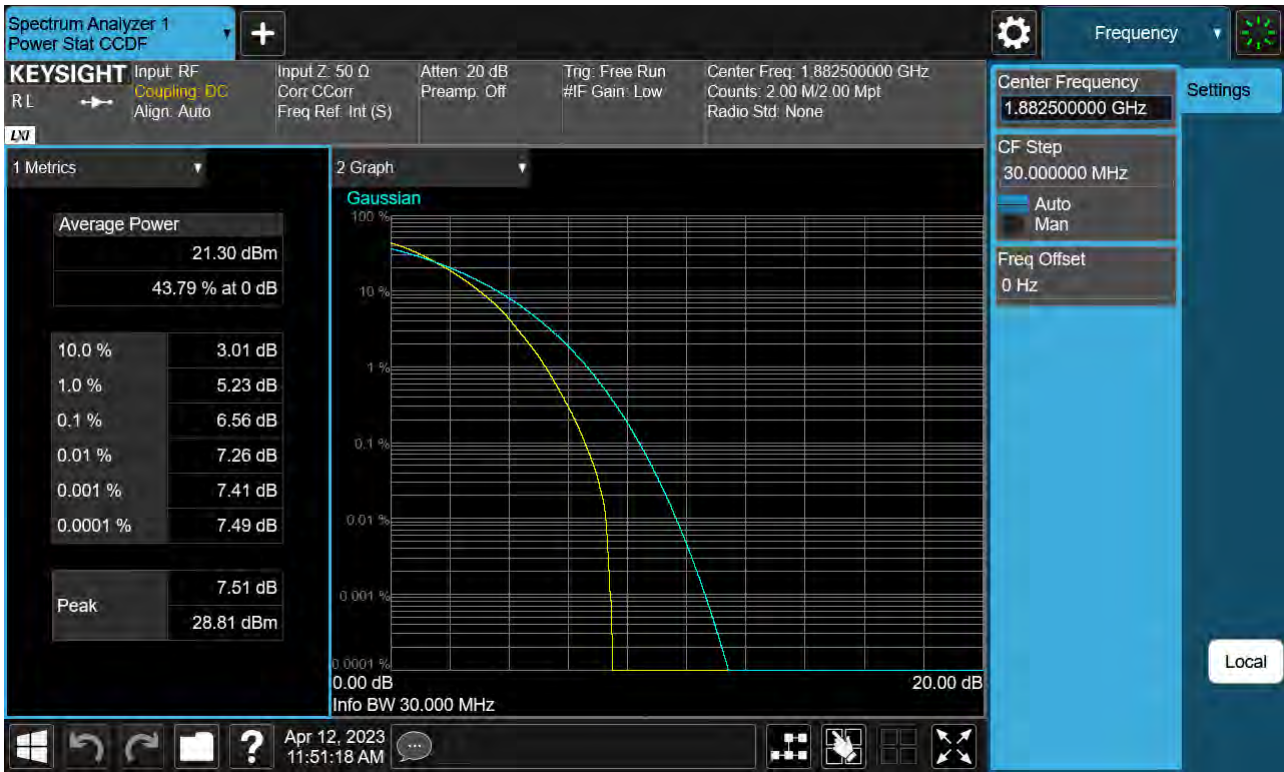 Spectrum Analyzer 1
Power Stat CCDF
+
Frequency
KEYSIGHT
RL
LXI
Input: RF
Coupling: DC
Align: Auto
Input Z: 50 Ω
Corr CCorr
Freq Ref: Int (S)
Atten: 20 dB
Preamp: Off
Trig: Free Run
#IF Gain: Low
Center Freq: 1.882500000 GHz
Counts: 2.00 M/2.00 Mpt
Radio Std: None
Center Frequency
1.882500000 GHz
Settings
CF Step
30.000000 MHz
Auto
Man
Freq Offset
0 Hz
1 Metrics
Average Power
21.30 dBm
43.79 % at 0 dB
10.0 % 3.01 dB
1.0 % 5.23 dB
0.1 % 6.56 dB
0.01 % 7.26 dB
0.001 % 7.41 dB
0.0001 % 7.49 dB
Peak 7.51 dB
28.81 dBm
2 Graph
Gaussian
100 %
10 %
1 %
0.1 %
0.01 %
0.001 %
0.0001 %
0.00 dB 20.00 dB
Info BW 30.000 MHz
Local
?
Apr 12, 2023
11:51:18 AM